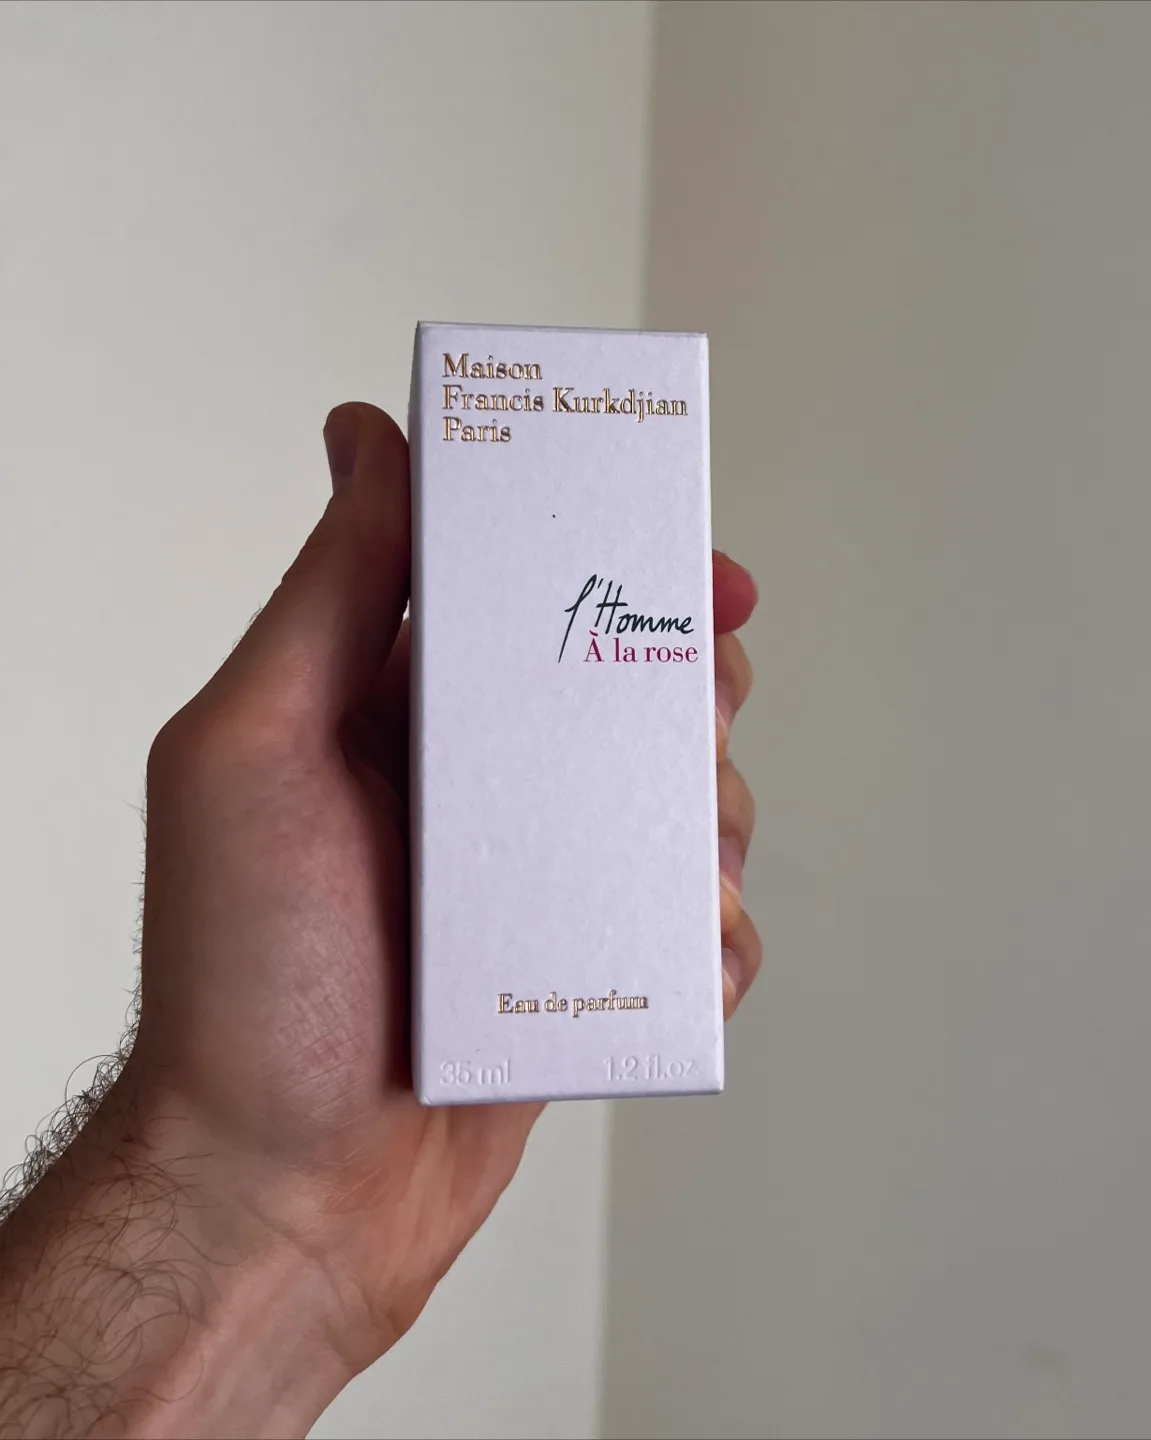 Maison
Francis Kurkdjian
Paris
l'Homme
À la rose
Eau de parfum
35 ml 1.2 fl.oz.